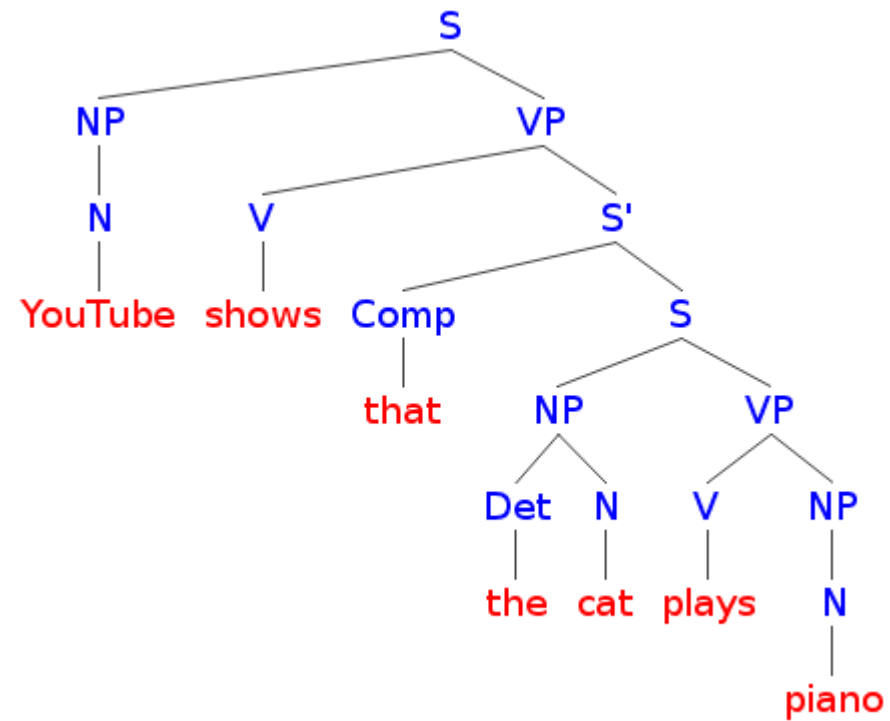 S
NP VP
N V S'
YouTube shows Comp S
that NP VP
Det N V NP
the cat plays N
piano